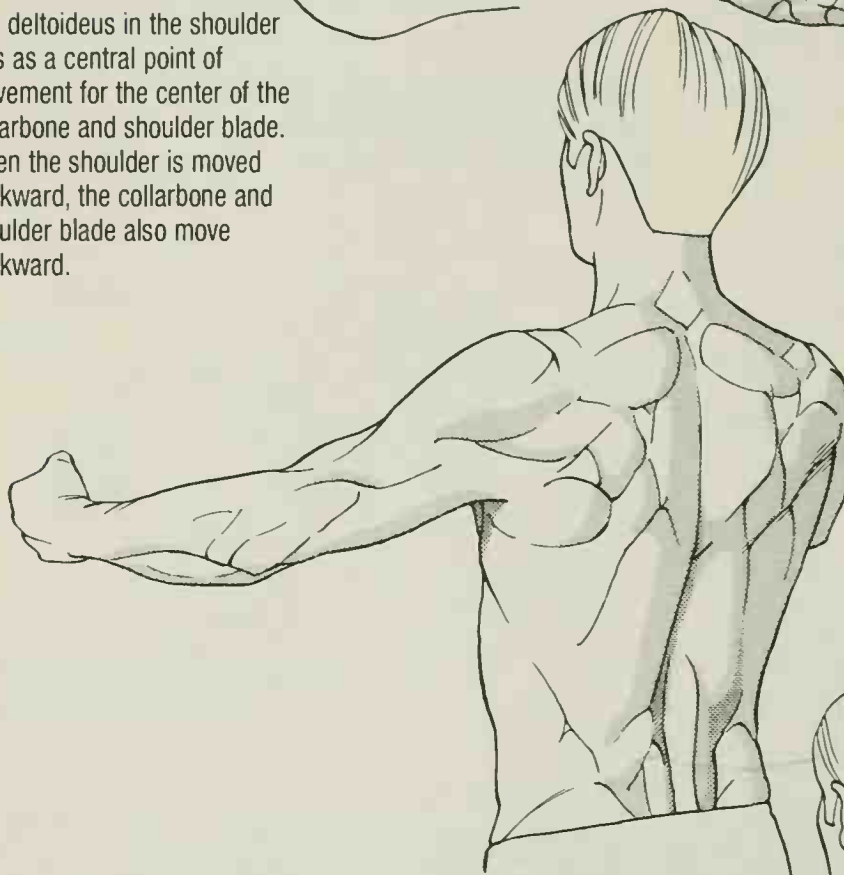 deltoideus in the shoulder
s as a central point of
vement for the center of the
arbone and shoulder blade.
en the shoulder is moved
kward, the collarbone and
ulder blade also move
kward.